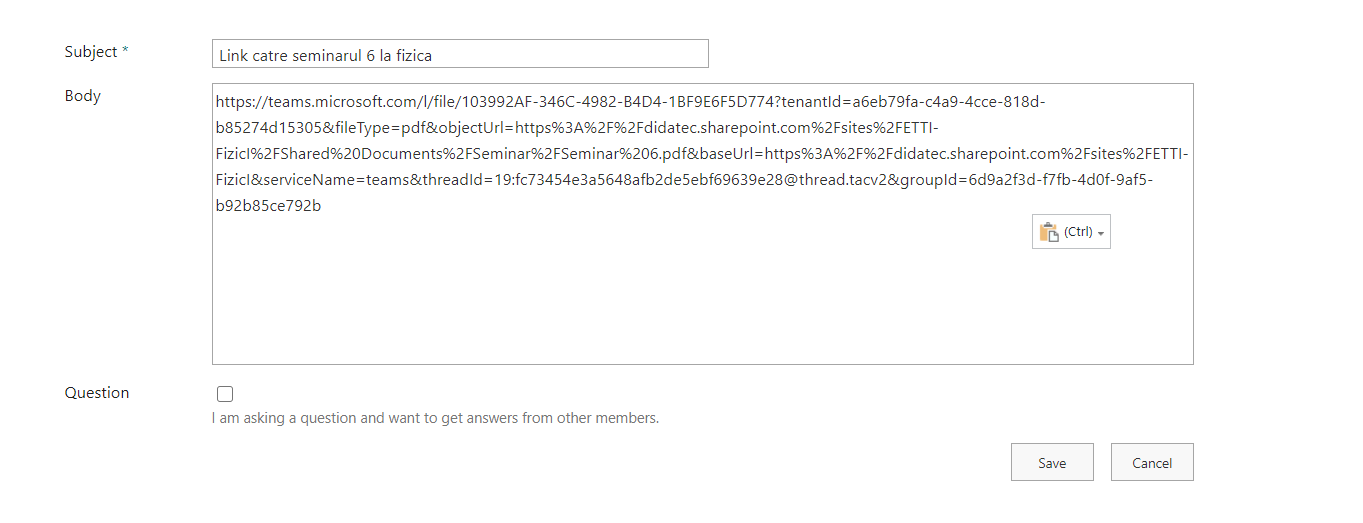 Subject *
Link catre seminarul 6 la fizica
Body
https://teams.microsoft.com/l/file/103992AF-346C-4982-B4D4-1BF9E6F5D774?tenantId=a6eb79fa-c4a9-4cce-818d-
b85274d15305&fileType=pdf&objectUrl=https%3A%2F%2Fdidatec.sharepoint.com%2Fsites%2FETTI-
FizicI%2FShared%20Documents%2FSeminar%2FSeminar%206.pdf&baseUrl=https%3A%2F%2Fdidatec.sharepoint.com%2Fsites%2FETTI-
FizicI&serviceName=teams&threadId=19:fc73454e3a5648afb2de5ebf69639e28@thread.tacv2&groupId=6d9a2f3d-f7fb-4d0f-9af5-
b92b85ce792b
(Ctrl)
Question
I am asking a question and want to get answers from other members.
Save Cancel